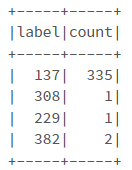 +-----+-----+
|label|count|
+-----+-----+
|  137|  335|
|  308|    1|
|  229|    1|
|  382|    2|
+-----+-----+